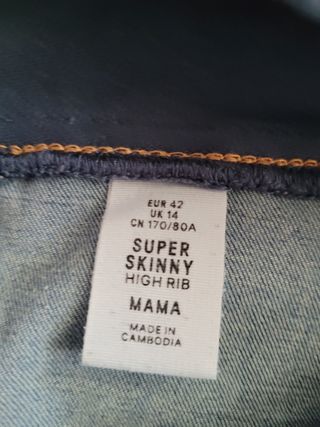 EUR 42
UK 14
CN 170/80A
SUPER
SKINNY
HIGH RIB
MAMA
MADE IN
CAMBODIA